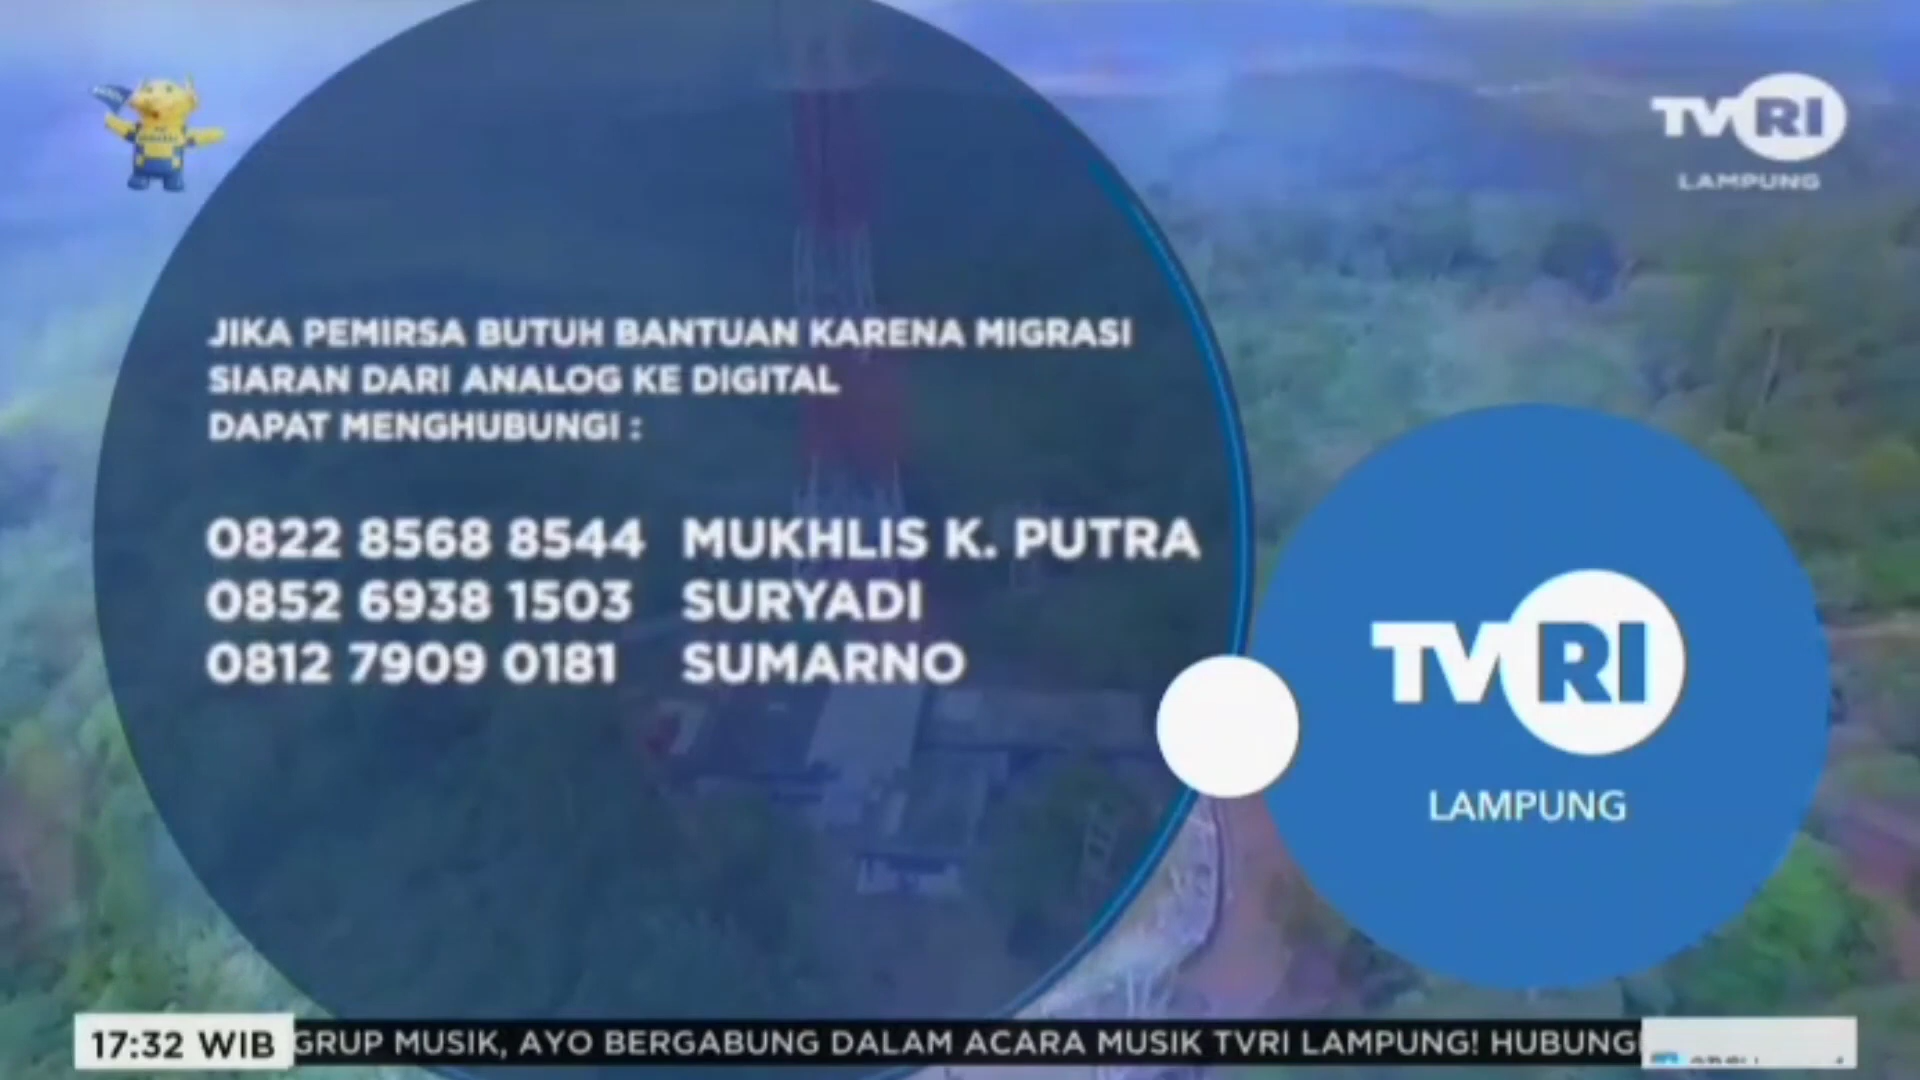 TVRI
LAMPUNG
JIKA PEMIRSA BUTUH BANTUAN KARENA MIGRASI
SIARAN DARI ANALOG KE DIGITAL
DAPAT MENGHUBUNGI :
0822 8568 8544 MUKHLIS K. PUTRA
0852 6938 1503 SURYADI
0812 7909 0181 SUMARNO
TVRI
LAMPUNG
17:32 WIB GRUP MUSIK, AYO BERGABUNG DALAM ACARA MUSIK TVRI LAMPUNG! HUBUNGI